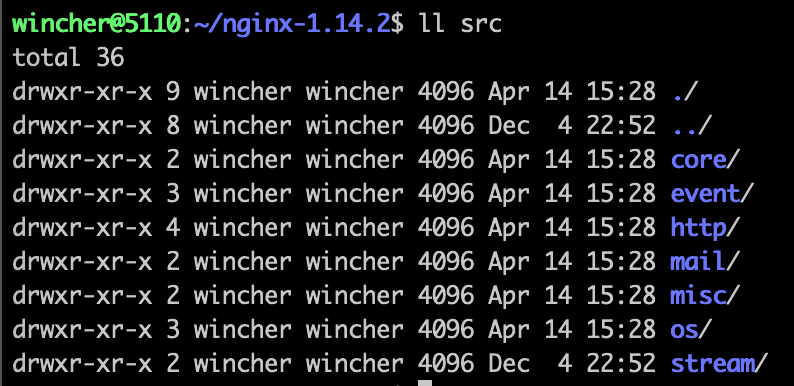 wincher@5110:~/nginx-1.14.2$ ll src
total 36
drwxr-xr-x 9 wincher wincher 4096 Apr 14 15:28 ./
drwxr-xr-x 8 wincher wincher 4096 Dec  4 22:52 ../
drwxr-xr-x 2 wincher wincher 4096 Apr 14 15:28 core/
drwxr-xr-x 3 wincher wincher 4096 Apr 14 15:28 event/
drwxr-xr-x 4 wincher wincher 4096 Apr 14 15:28 http/
drwxr-xr-x 2 wincher wincher 4096 Apr 14 15:28 mail/
drwxr-xr-x 2 wincher wincher 4096 Apr 14 15:28 misc/
drwxr-xr-x 3 wincher wincher 4096 Apr 14 15:28 os/
drwxr-xr-x 2 wincher wincher 4096 Dec  4 22:52 stream/